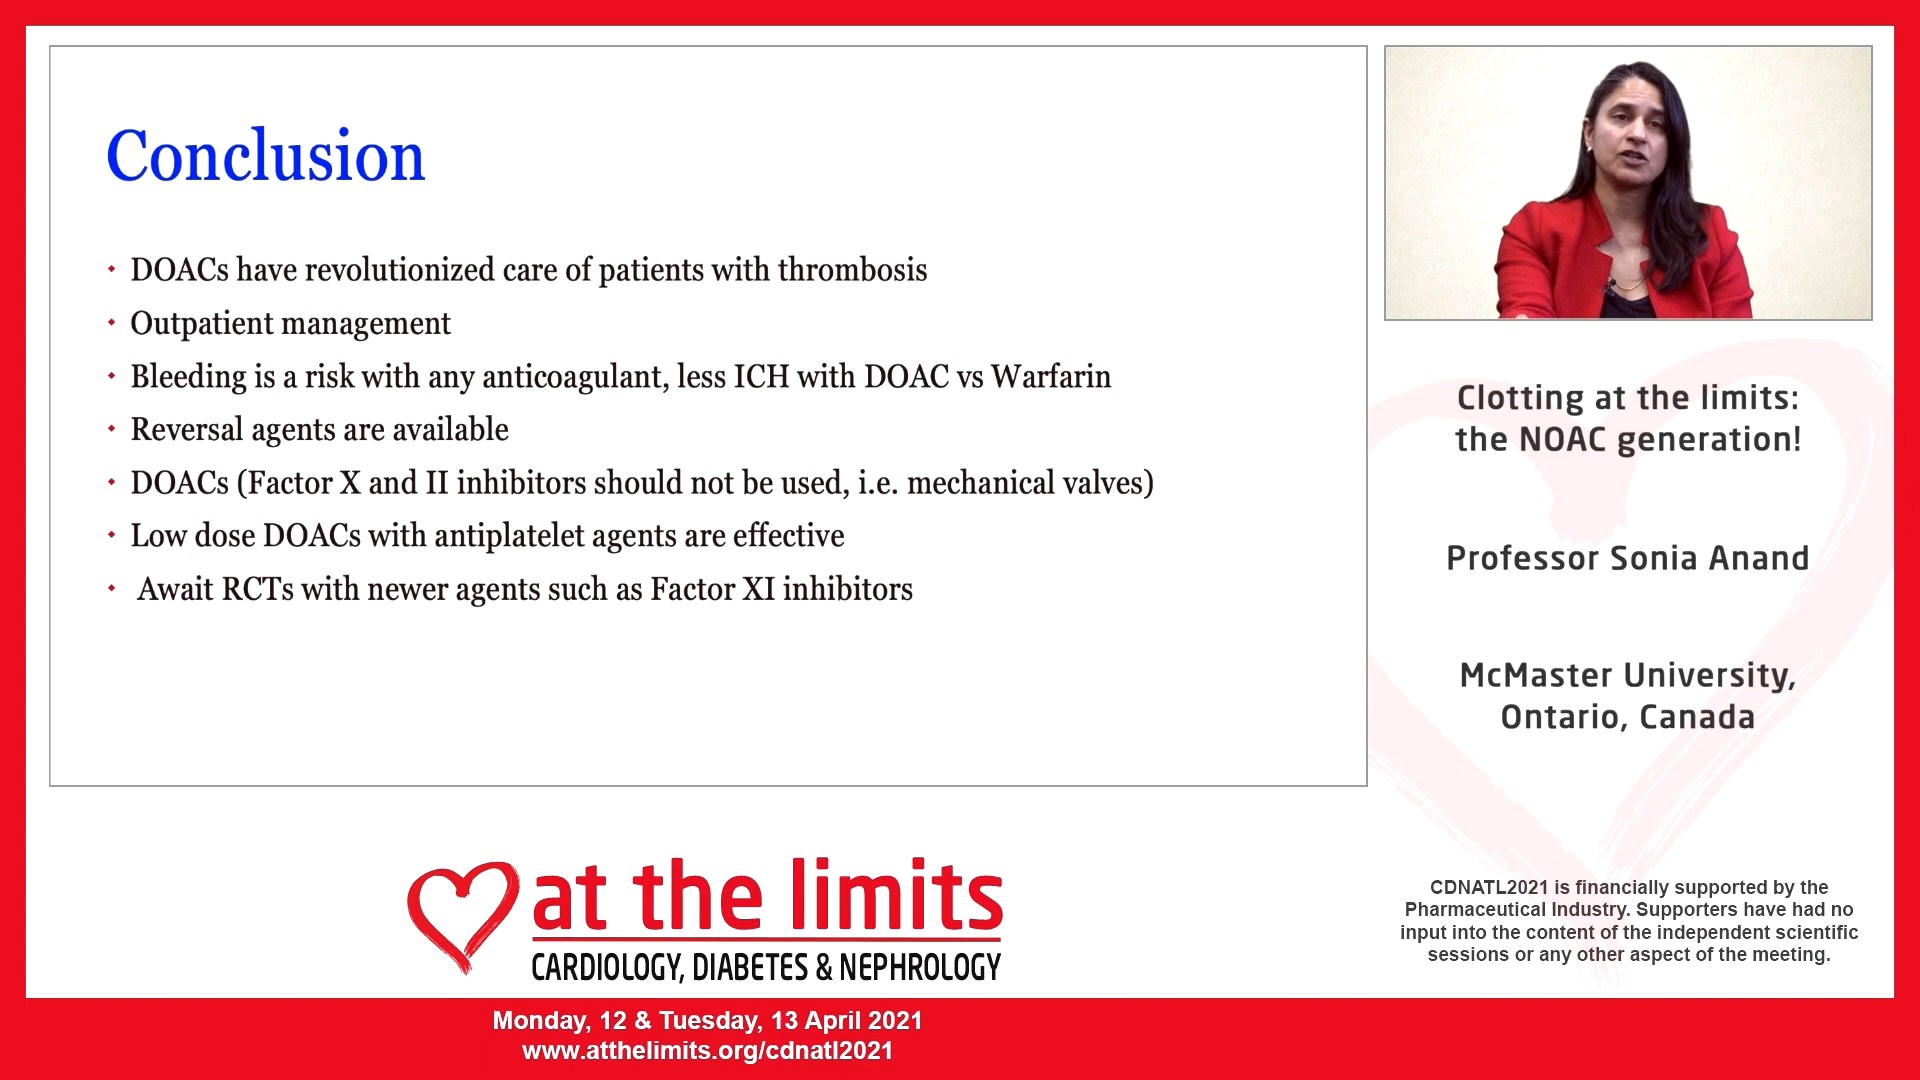 Conclusion
DOACs have revolutionized care of patients with thrombosis
Outpatient management
Bleeding is a risk with any anticoagulant, less ICH with DOAC vs Warfarin
Reversal agents are available
DOACs (Factor X and II inhibitors should not be used, i.e. mechanical valves)
Low dose DOACs with antiplatelet agents are effective
Await RCTs with newer agents such as Factor XI inhibitors
Clotting at the limits:
the NOAC generation!
Professor Sonia Anand
McMaster University,
Ontario, Canada
at the limits
CARDIOLOGY, DIABETES & NEPHROLOGY
CDNATL2021 is financially supported by the
Pharmaceutical Industry. Supporters have had no
input into the content of the independent scientific
sessions or any other aspect of the meeting.
Monday, 12 & Tuesday, 13 April 2021
www.atthelimits.org/cdnatl2021